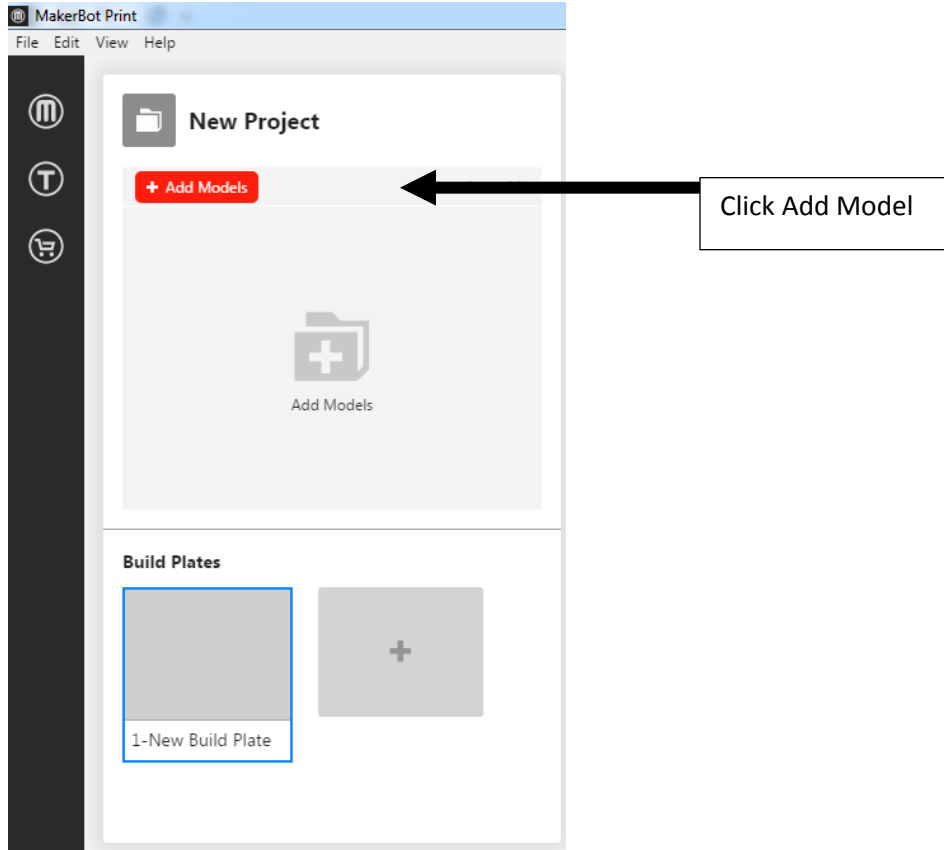 MakerBot Print
File Edit View Help
New Project
+ Add Models
Click Add Model
Add Models
Build Plates
1-New Build Plate